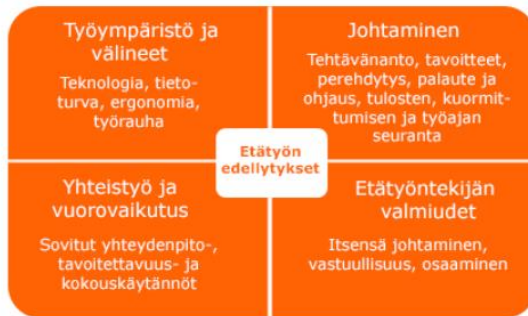 Työympäristö ja
välineet
Teknologia, tieto-
turva, ergonomia,
työrauha
Johtaminen
Tehtävänanto, tavoitteet,
perehdytys, palaute ja
ohjaus, tulosten, kuormit-
tumisen ja työajan
seuranta
Etätyön
edellytykset
Yhteistyö ja
vuorovaikutus
Sovitut yhteydenpito-,
tavoitettavuus- ja
kokouskäytännöt
Etätyöntekijän
valmiudet
Itsensä johtaminen,
vastuullisuus, osaaminen